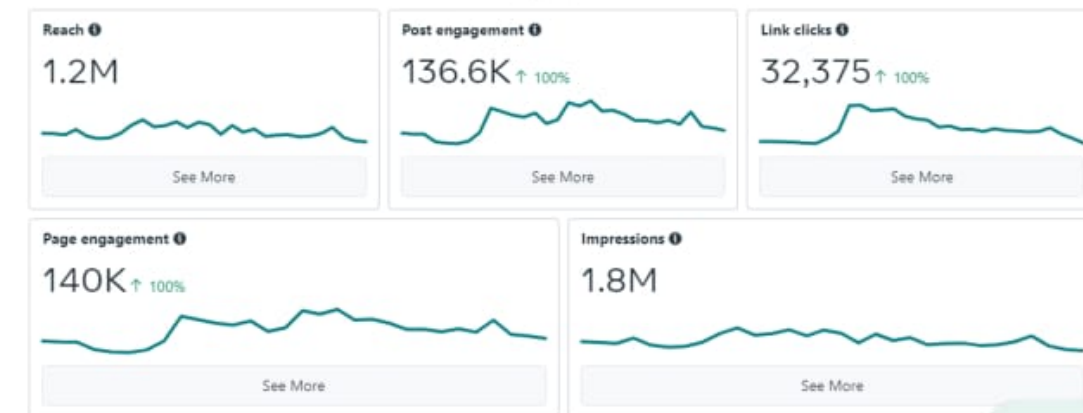 Reach
1.2M
See More
Post engagement
136.6K ↑ 100%
See More
Link clicks
32,375 ↑ 100%
See More
Page engagement
140K ↑ 100%
See More
Impressions
1.8M
See More